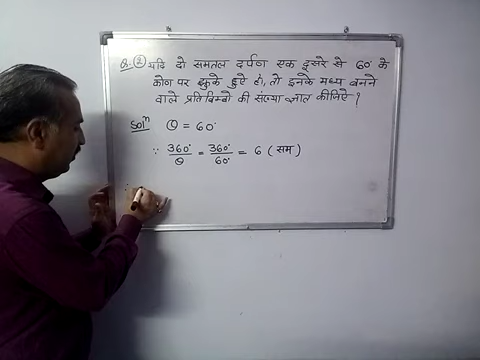 Q. ② यदि दो समतल दर्पण एक दूसरे से 60° के
कोण पर झुके हुऐ हों, तो इनके मध्य बनने
वाले प्रतिबिम्बो की संख्या ज्ञात कीजिए ?
Solⁿ θ = 60°
∵ 360°/θ = 360°/60° = 6 ( सम )